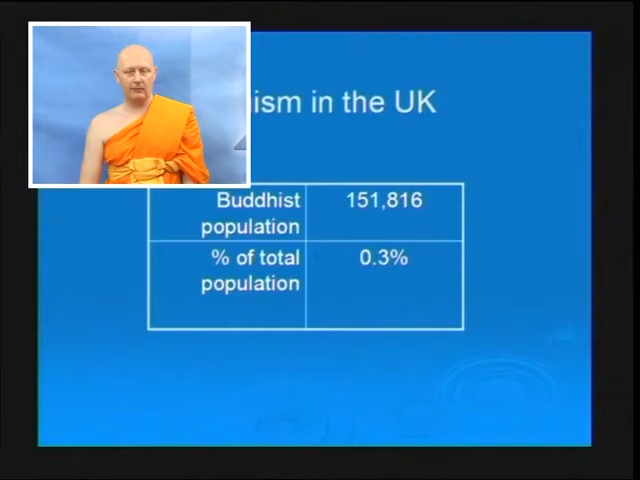 ism in the UK
Buddhist
population
151,816
% of total
population
0.3%